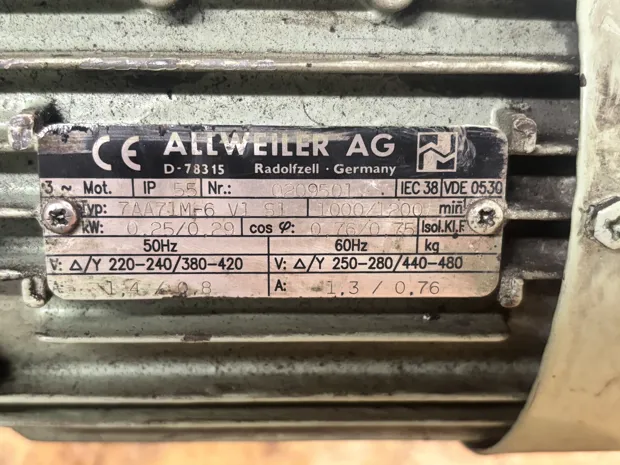 CE ALLWEILER AG
D-78315 Radolfzell · Germany
3 ~ Mot. IP 55 Nr.: 0209501 IEC 38 VDE 0530
Typ: 7AA71M-6 V1 1000/1200 min
kW: 0.25/0.29 cos φ: 0.76/0.75 Isol.Kl.F
50Hz 60Hz kg
V: Δ/Y 220-240/380-420 V: Δ/Y 250-280/440-480
1.4 / 0.8 A: 1.3 / 0.76